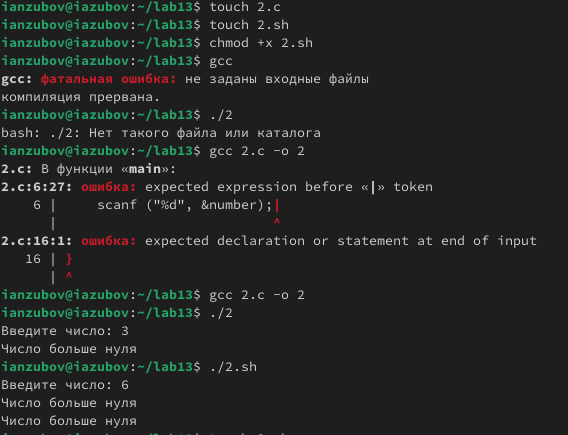 ianzubov@iazubov:~/lab13$ touch 2.c
ianzubov@iazubov:~/lab13$ touch 2.sh
ianzubov@iazubov:~/lab13$ chmod +x 2.sh
ianzubov@iazubov:~/lab13$ gcc
gcc: фатальная ошибка: не заданы входные файлы
компиляция прервана.
ianzubov@iazubov:~/lab13$ ./2
bash: ./2: Нет такого файла или каталога
ianzubov@iazubov:~/lab13$ gcc 2.c -o 2
2.c: В функции «main»:
2.c:6:27: ошибка: expected expression before «|» token
6 |     scanf ("%d", &number);|
|                           ^
2.c:16:1: ошибка: expected declaration or statement at end of input
16 | }
| ^
ianzubov@iazubov:~/lab13$ gcc 2.c -o 2
ianzubov@iazubov:~/lab13$ ./2
Введите число: 3
Число больше нуля
ianzubov@iazubov:~/lab13$ ./2.sh
Введите число: 6
Число больше нуля
Число больше нуля